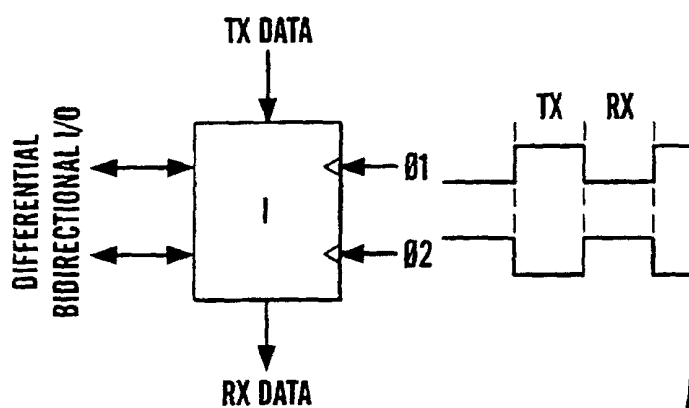 TX DATA
TX RX
DIFFERENTIAL
BIDIRECTIONAL I/O
Ø1
I
Ø2
RX DATA